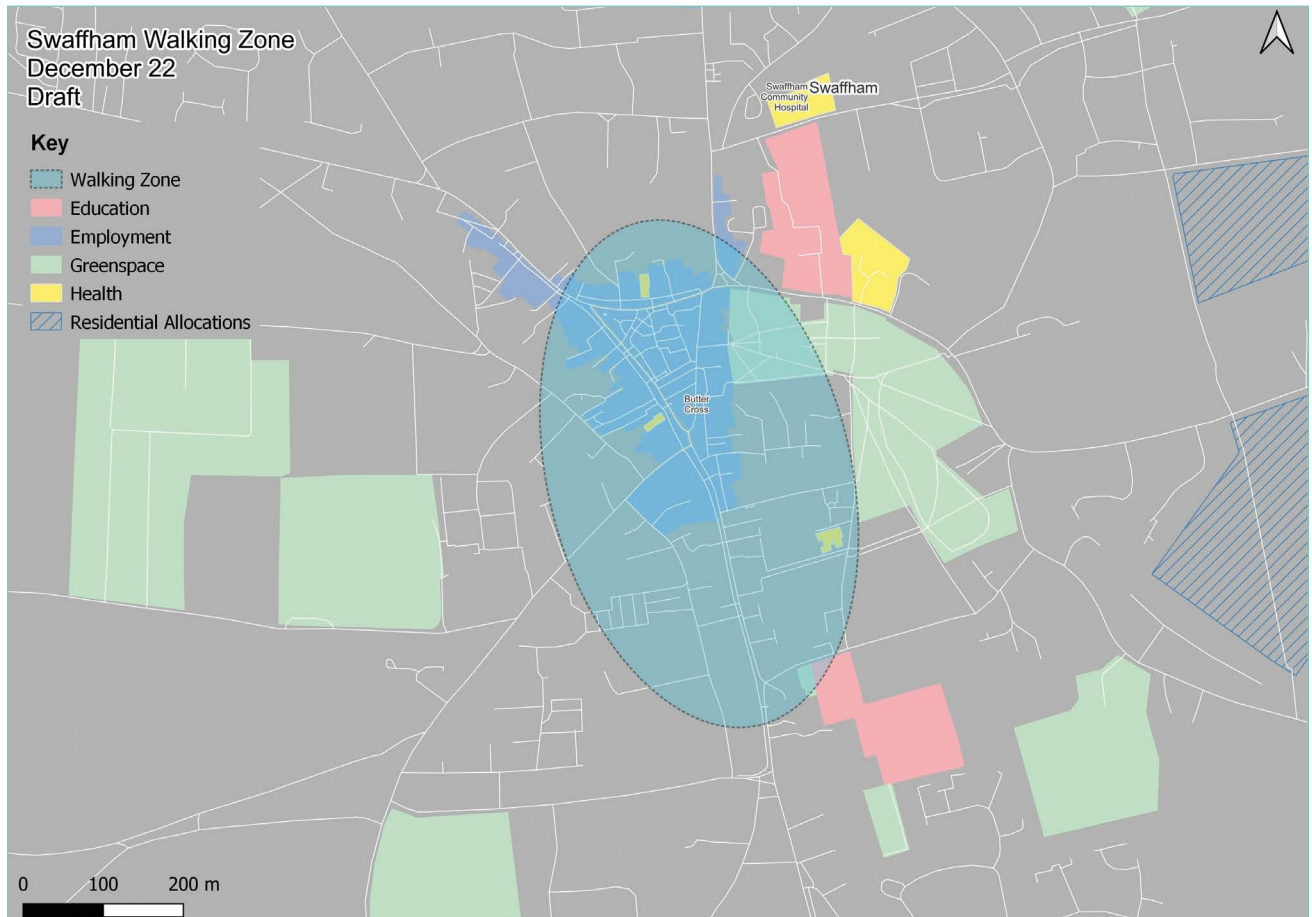 Swaffham Walking Zone
December 22
Draft
Key
Walking Zone
Education
Employment
Greenspace
Health
Residential Allocations
Swaffham
Community
Hospital
Swaffham
Butter
Cross
0 100 200 m